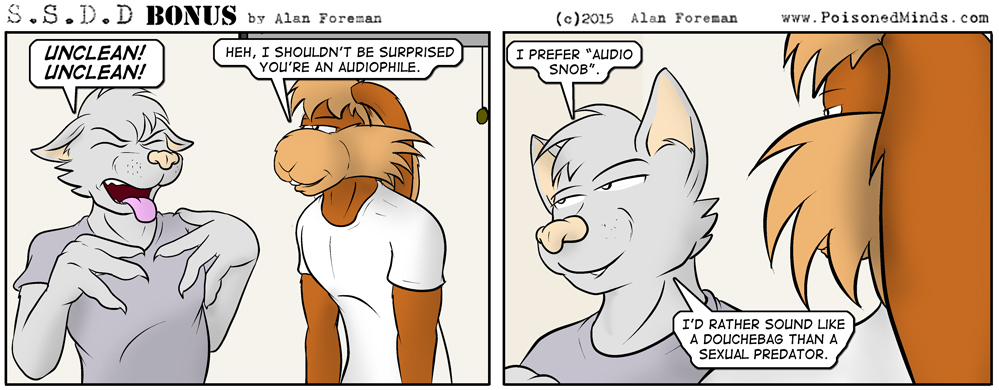 S.S.D.D BONUS by Alan Foreman (c)2015 Alan Foreman www.PoisonedMinds.com
UNCLEAN!
UNCLEAN!
HEH, I SHOULDN'T BE SURPRISED
YOU'RE AN AUDIOPHILE.
I PREFER "AUDIO
SNOB".
I'D RATHER SOUND LIKE
A DOUCHEBAG THAN A
SEXUAL PREDATOR.